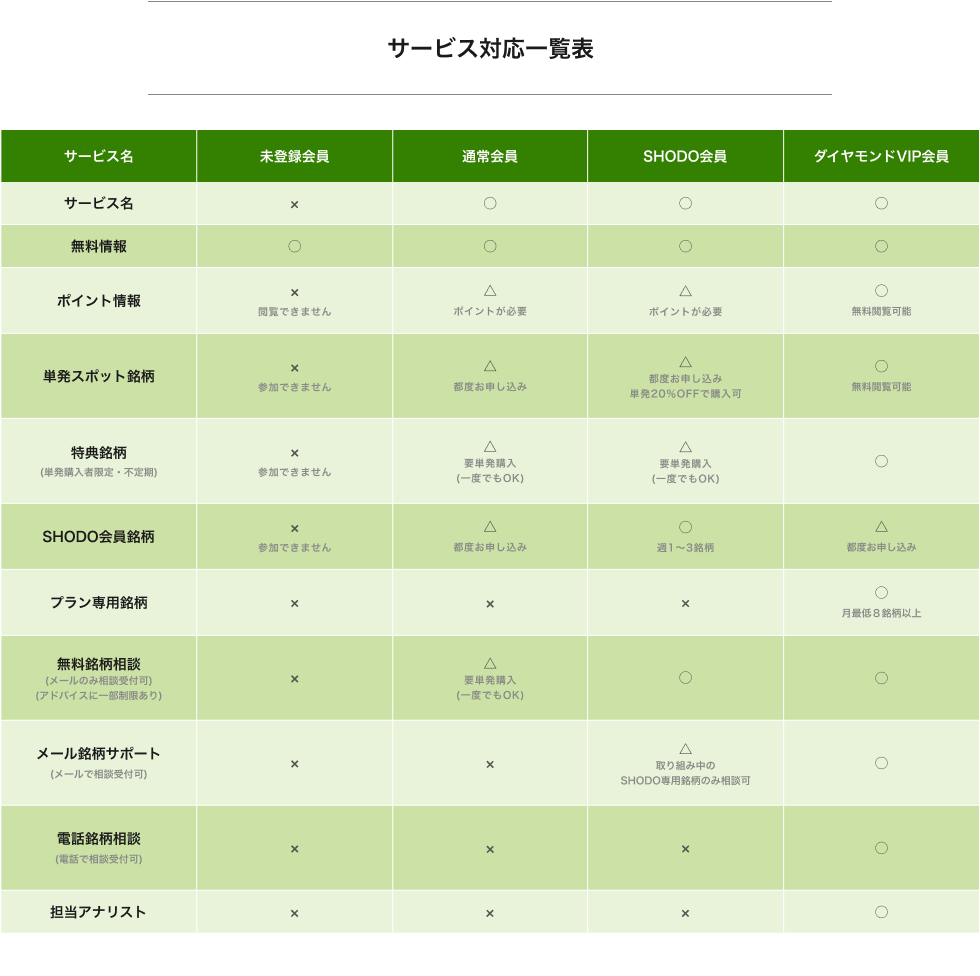 サービス対応一覧表
サービス名 未登録会員 通常会員 SHODO会員 ダイヤモンドVIP会員
サービス名 × ○ ○ ○
無料情報 ○ ○ ○ ○
ポイント情報 × △ △ ○
閲覧できません ポイントが必要 ポイントが必要 無料閲覧可能
単発スポット銘柄 × △ △ ○
参加できません 都度お申し込み 都度お申し込み 無料閲覧可能
単発20%OFFで購入可
特典銘柄 × △ △ ○
(単発購入者限定・不定期) 参加できません 要単発購入 要単発購入
(一度でもOK) (一度でもOK)
SHODO会員銘柄 × △ ○ △
参加できません 都度お申し込み 週1〜3銘柄 都度お申し込み
プラン専用銘柄 × × × ○
月最低８銘柄以上
無料銘柄相談 × △ ○ ○
(メールのみ相談受付可) 要単発購入
(アドバイスに一部制限あり) (一度でもOK)
メール銘柄サポート × × △ ○
(メールで相談受付可) 取り組み中の
SHODO専用銘柄のみ相談可
電話銘柄相談 × × × ○
(電話で相談受付可)
担当アナリスト × × × ○